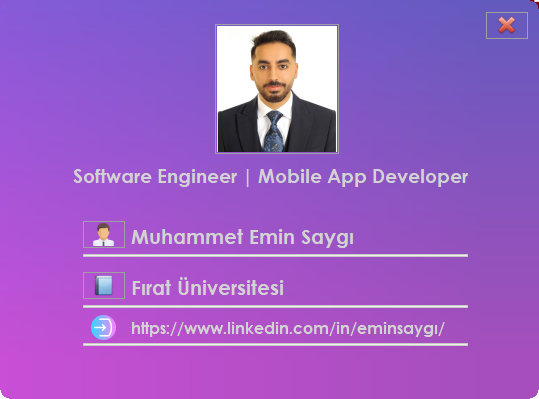 Software Engineer | Mobile App Developer
Muhammet Emin Saygı
Fırat Üniversitesi
https://www.linkedin.com/in/eminsaygı/